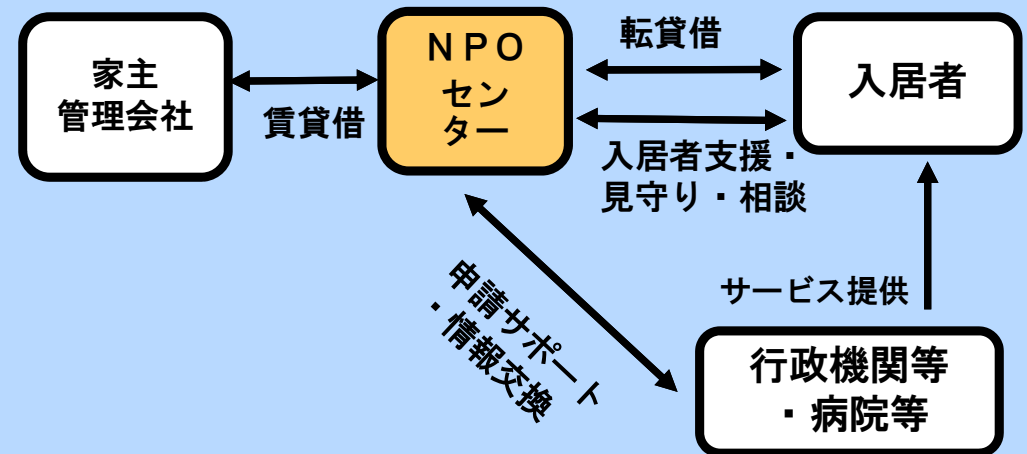 家主
管理会社
賃貸借
ＮＰＯ
セン
ター
転貸借
入居者支援・
見守り・相談
入居者
サービス提供
申請サポート
・情報交換
行政機関等
・病院等